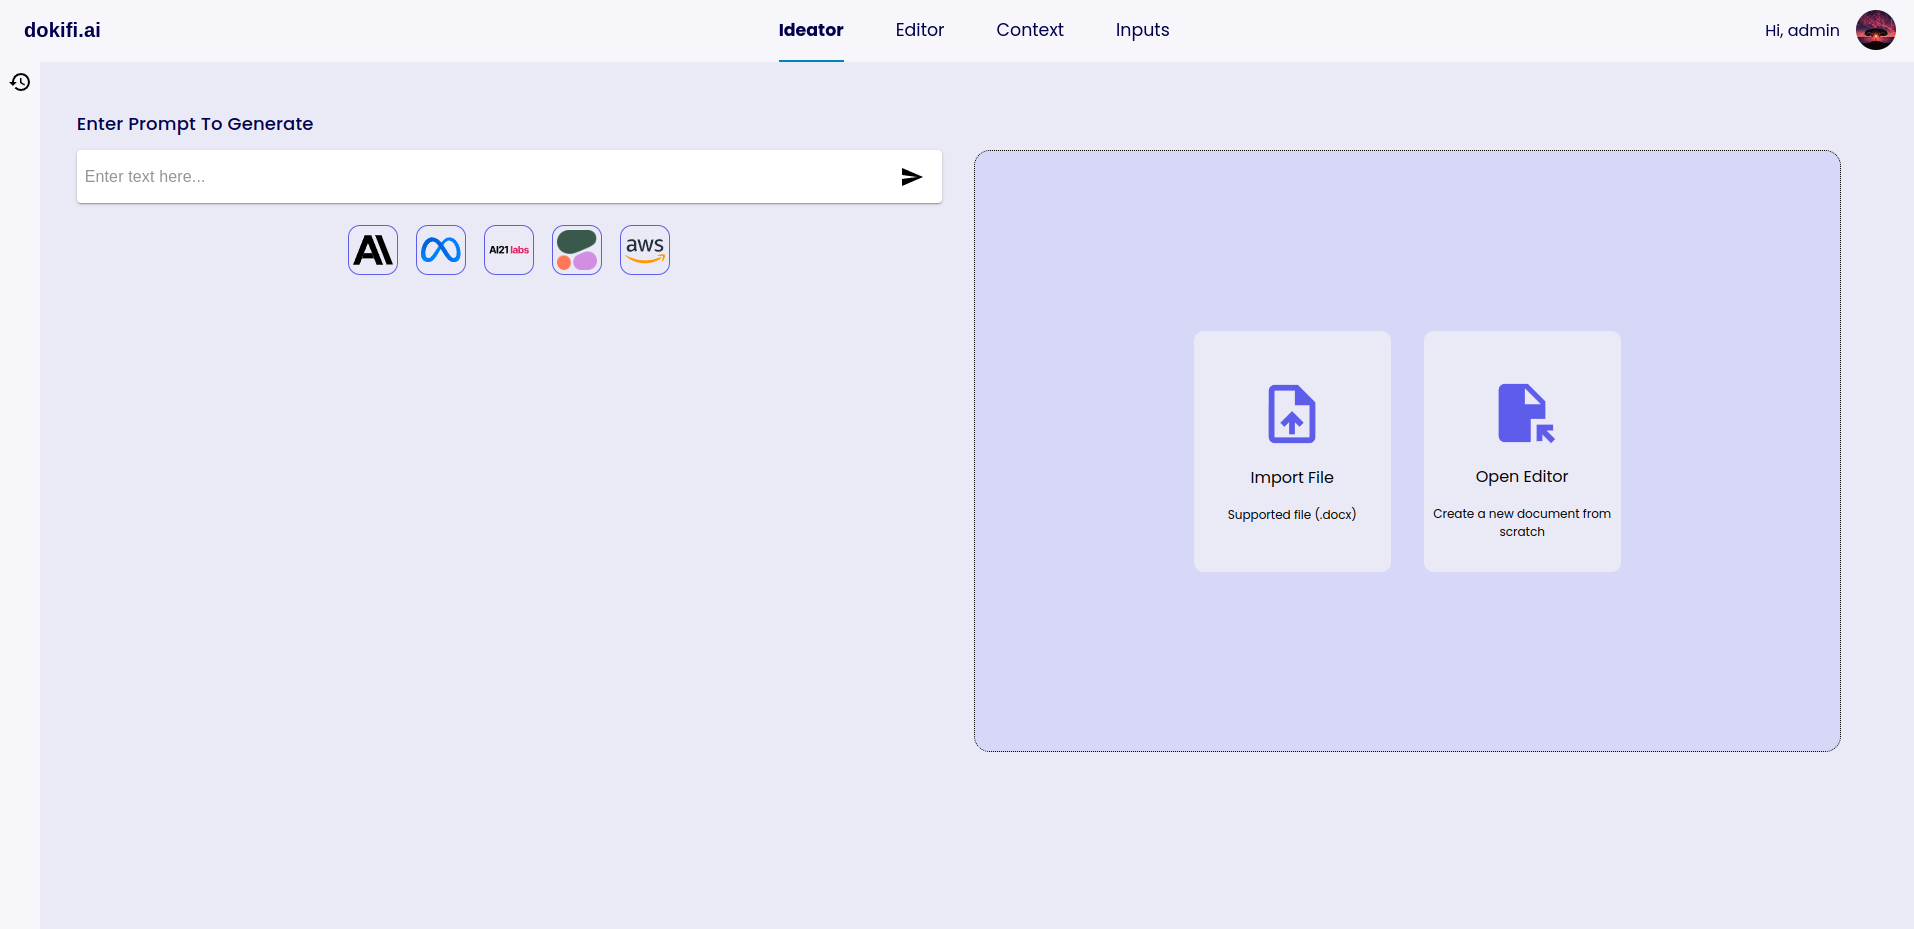 dokifi.ai
Ideator
Editor
Context
Inputs
Hi, admin
Enter Prompt To Generate
Enter text here...
AI21 labs
aws
Import File
Supported file (.docx)
Open Editor
Create a new document from
scratch